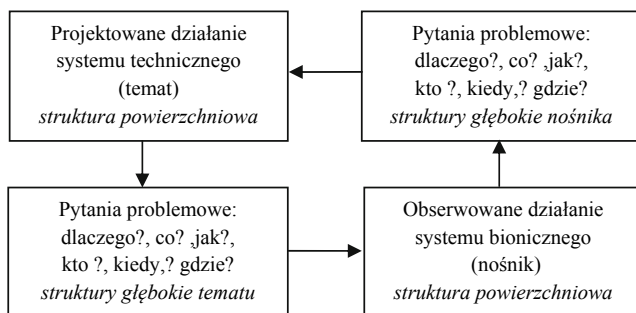 Projektowane działanie
systemu technicznego
(temat)
struktura powierzchniowa
Pytania problemowe:
dlaczego?, co? ,jak?,
kto ?, kiedy,? gdzie?
struktury głębokie nośnika
Pytania problemowe:
dlaczego?, co? ,jak?,
kto ?, kiedy,? gdzie?
struktury głębokie tematu
Obserwowane działanie
systemu bionicznego
(nośnik)
struktura powierzchniowa